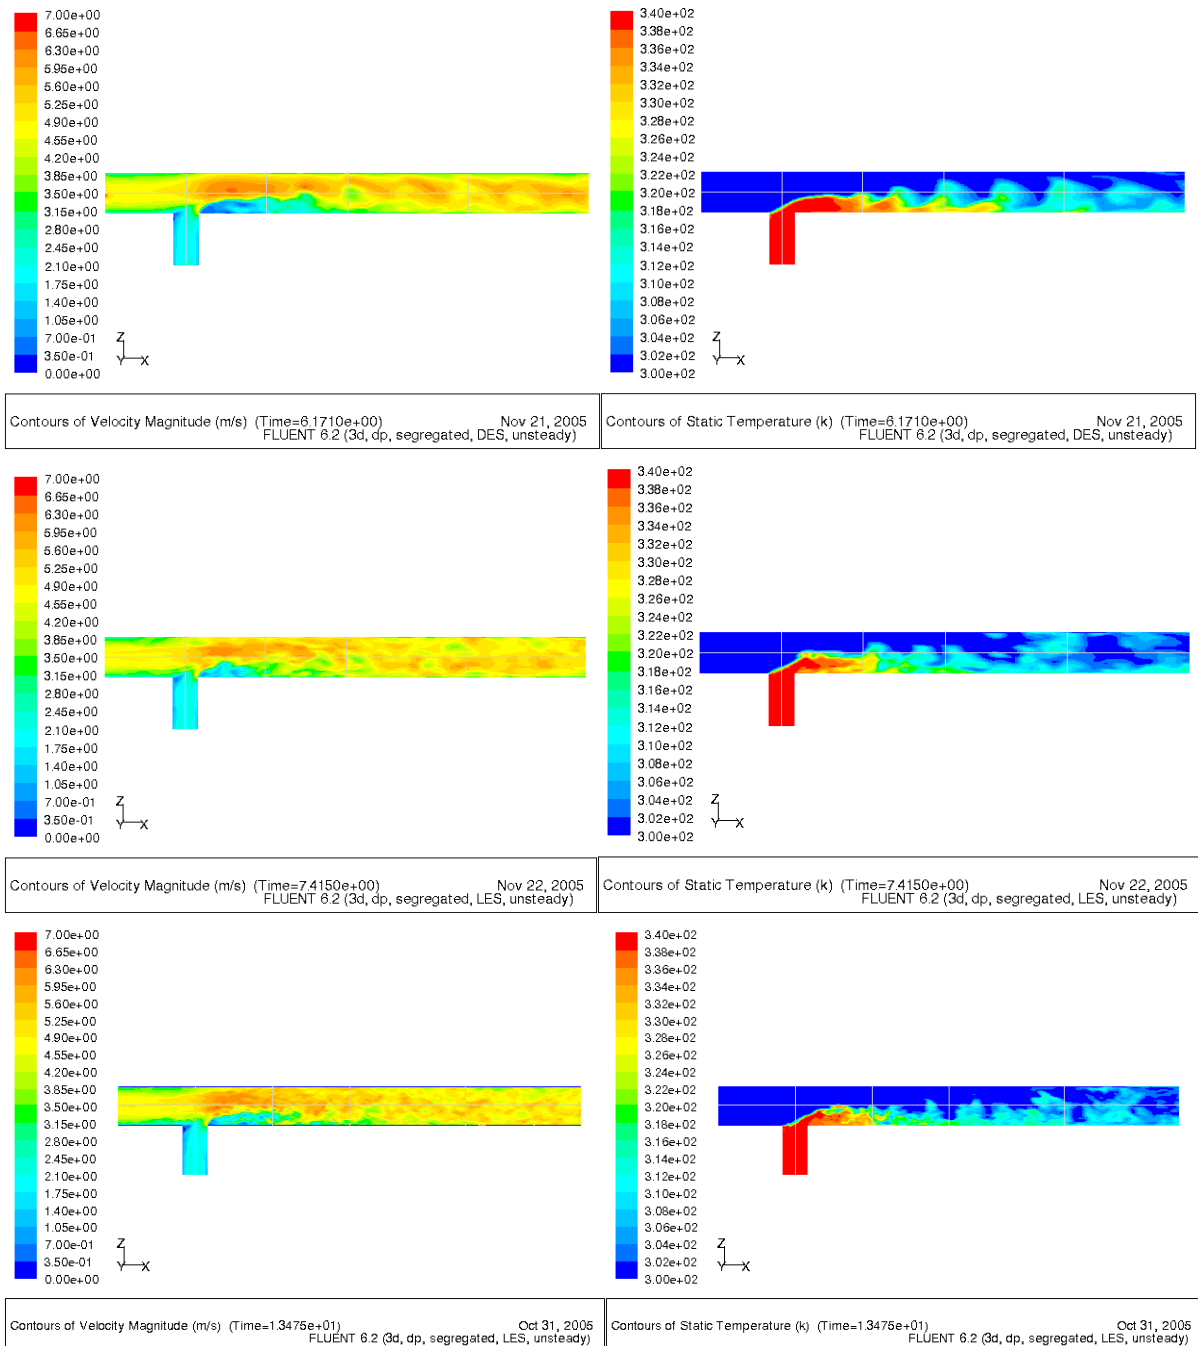 7.00e+00
6.65e+00
6.30e+00
5.95e+00
5.60e+00
5.25e+00
4.90e+00
4.55e+00
4.20e+00
3.85e+00
3.50e+00
3.15e+00
2.80e+00
2.45e+00
2.10e+00
1.75e+00
1.40e+00
1.05e+00
7.00e-01
3.50e-01
0.00e+00
Z
Y X
Contours of Velocity Magnitude (m/s) (Time=6.1710e+00) Nov 21, 2005
FLUENT 6.2 (3d, dp, segregated, DES, unsteady)
3.40e+02
3.38e+02
3.36e+02
3.34e+02
3.32e+02
3.30e+02
3.28e+02
3.26e+02
3.24e+02
3.22e+02
3.20e+02
3.18e+02
3.16e+02
3.14e+02
3.12e+02
3.10e+02
3.08e+02
3.06e+02
3.04e+02
3.02e+02
3.00e+02
Z
Y X
Contours of Static Temperature (k) (Time=6.1710e+00) Nov 21, 2005
FLUENT 6.2 (3d, dp, segregated, DES, unsteady)
7.00e+00
6.65e+00
6.30e+00
5.95e+00
5.60e+00
5.25e+00
4.90e+00
4.55e+00
4.20e+00
3.85e+00
3.50e+00
3.15e+00
2.80e+00
2.45e+00
2.10e+00
1.75e+00
1.40e+00
1.05e+00
7.00e-01
3.50e-01
0.00e+00
Z
Y X
Contours of Velocity Magnitude (m/s) (Time=7.4150e+00) Nov 22, 2005
FLUENT 6.2 (3d, dp, segregated, LES, unsteady)
3.40e+02
3.38e+02
3.36e+02
3.34e+02
3.32e+02
3.30e+02
3.28e+02
3.26e+02
3.24e+02
3.22e+02
3.20e+02
3.18e+02
3.16e+02
3.14e+02
3.12e+02
3.10e+02
3.08e+02
3.06e+02
3.04e+02
3.02e+02
3.00e+02
Z
Y X
Contours of Static Temperature (k) (Time=7.4150e+00) Nov 22, 2005
FLUENT 6.2 (3d, dp, segregated, LES, unsteady)
7.00e+00
6.65e+00
6.30e+00
5.95e+00
5.60e+00
5.25e+00
4.90e+00
4.55e+00
4.20e+00
3.85e+00
3.50e+00
3.15e+00
2.80e+00
2.45e+00
2.10e+00
1.75e+00
1.40e+00
1.05e+00
7.00e-01
3.50e-01
0.00e+00
Z
Y X
Contours of Velocity Magnitude (m/s) (Time=1.3475e+01) Oct 31, 2005
FLUENT 6.2 (3d, dp, segregated, LES, unsteady)
3.40e+02
3.38e+02
3.36e+02
3.34e+02
3.32e+02
3.30e+02
3.28e+02
3.26e+02
3.24e+02
3.22e+02
3.20e+02
3.18e+02
3.16e+02
3.14e+02
3.12e+02
3.10e+02
3.08e+02
3.06e+02
3.04e+02
3.02e+02
3.00e+02
Z
Y X
Contours of Static Temperature (k) (Time=1.3475e+01) Oct 31, 2005
FLUENT 6.2 (3d, dp, segregated, LES, unsteady)